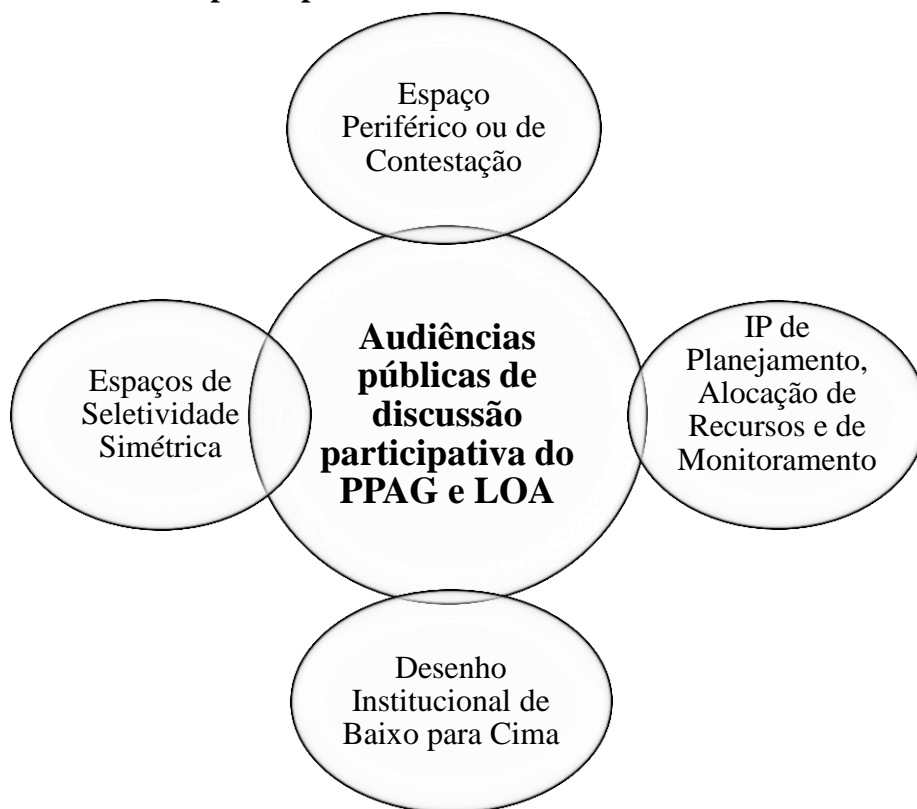 Espaço
Periférico ou de
Contestação
Espaços de
Seletividade
Simétrica
Audiências
públicas de
discussão
participativa do
PPAG e LOA
IP de
Planejamento,
Alocação de
Recursos e de
Monitoramento
Desenho
Institucional de
Baixo para Cima